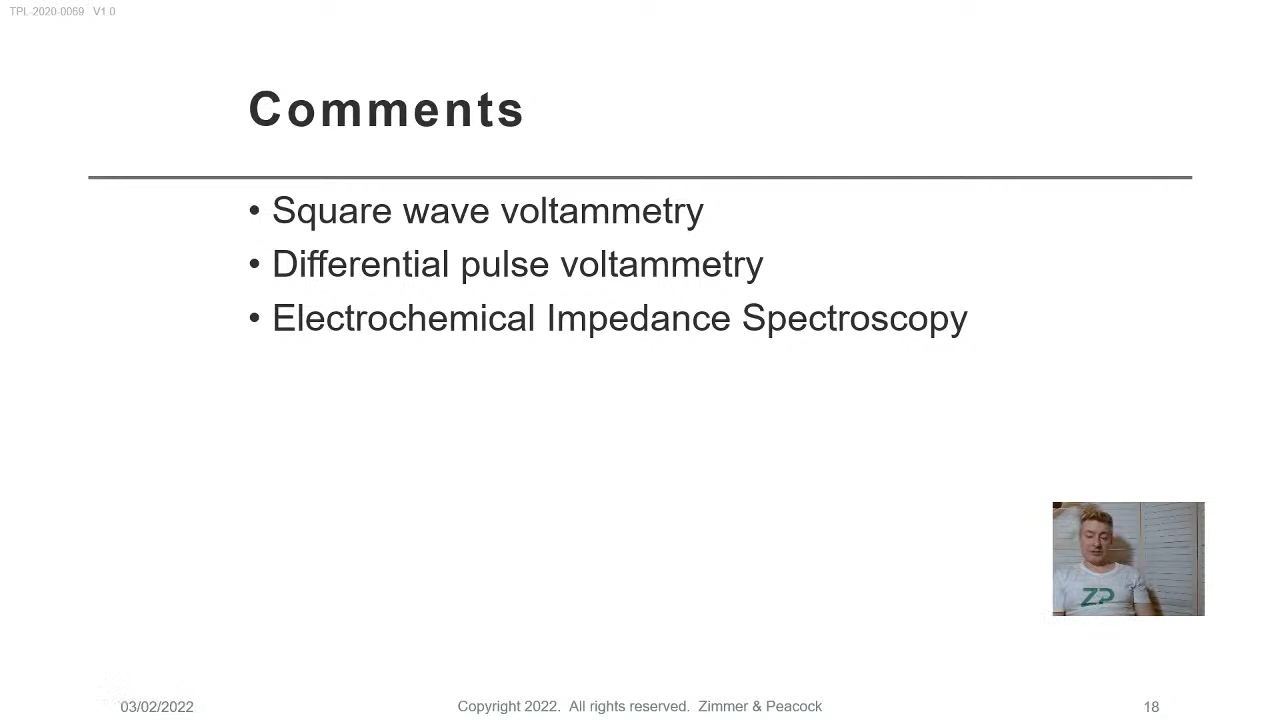 TPL-2020-0069 V1.0
Comments
• Square wave voltammetry
• Differential pulse voltammetry
• Electrochemical Impedance Spectroscopy
ZP
03/02/2022
Copyright 2022. All rights reserved. Zimmer & Peacock
18